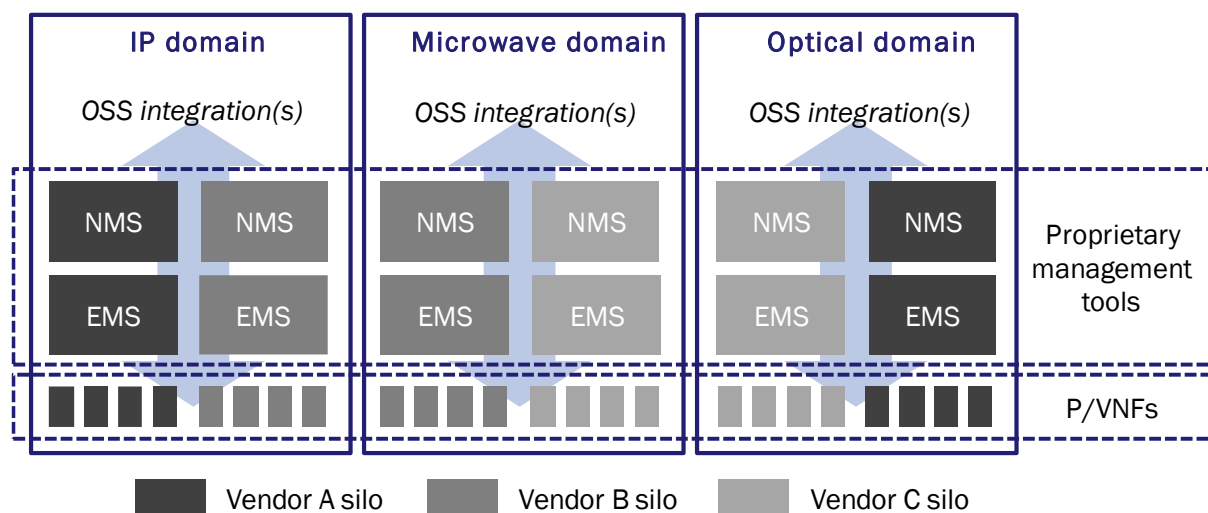 IP domain
Microwave domain
Optical domain
OSS integration(s)
OSS integration(s)
OSS integration(s)
NMS
NMS
NMS
NMS
NMS
NMS
Proprietary
management
tools
EMS
EMS
EMS
EMS
EMS
EMS
P/VNFs
Vendor A silo
Vendor B silo
Vendor C silo